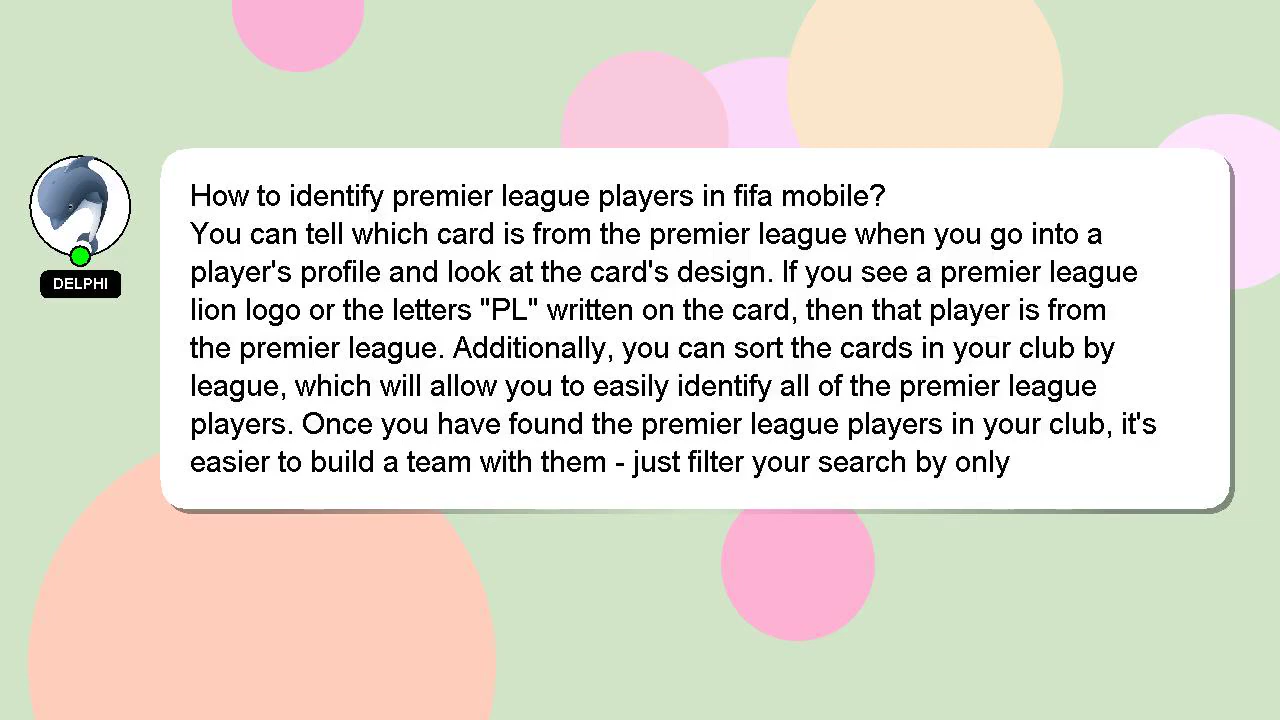 DELPHI
How to identify premier league players in fifa mobile?
You can tell which card is from the premier league when you go into a
player's profile and look at the card's design. If you see a premier league
lion logo or the letters "PL" written on the card, then that player is from
the premier league. Additionally, you can sort the cards in your club by
league, which will allow you to easily identify all of the premier league
players. Once you have found the premier league players in your club, it's
easier to build a team with them - just filter your search by only